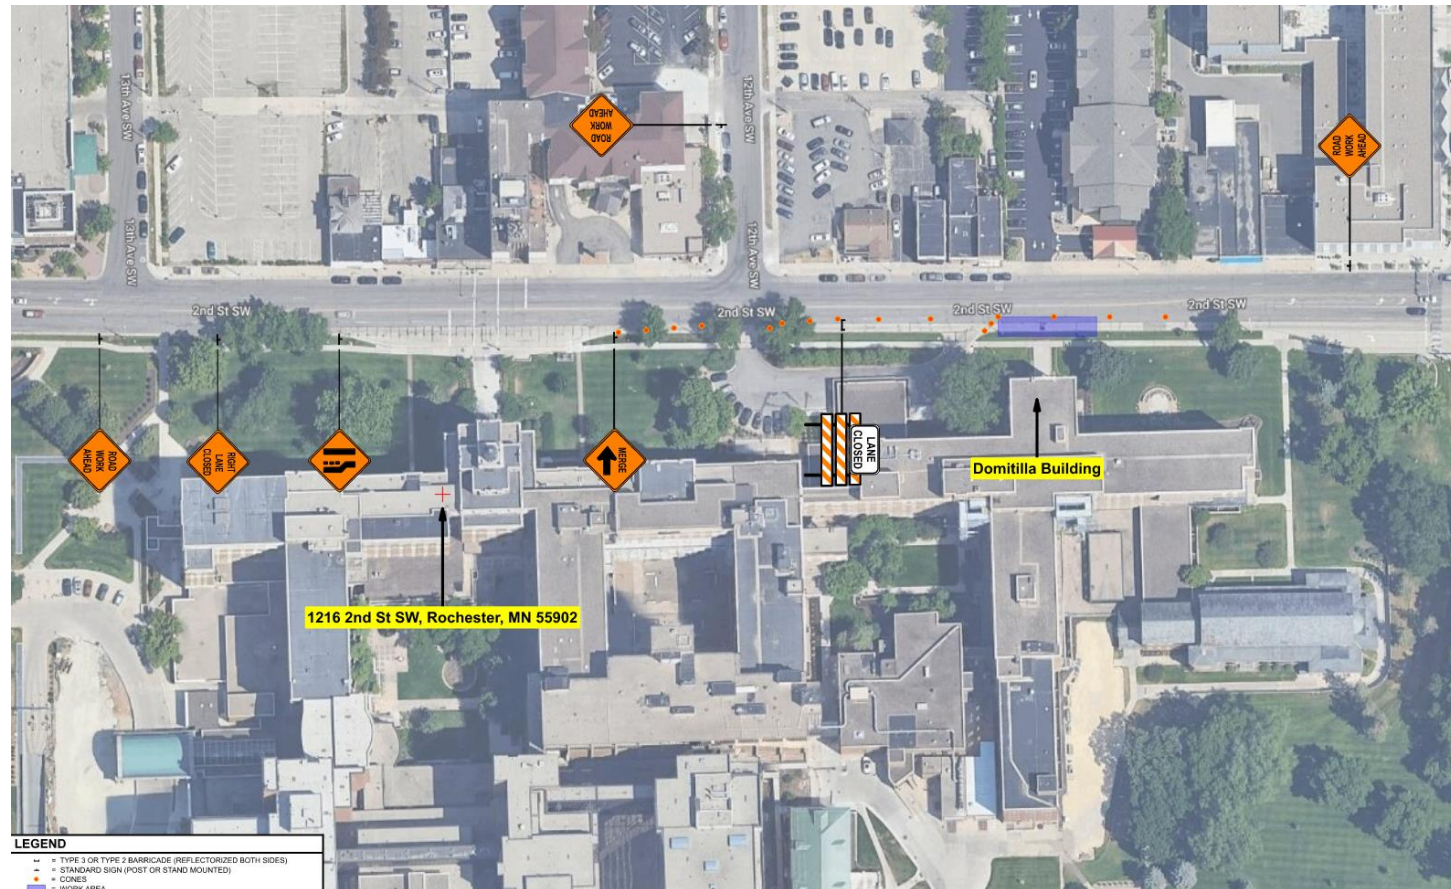 13th Ave SW
13th Ave SW
12th Ave SW
12th Ave SW
ROAD
WORK
AHEAD
ROAD
WORK
AHEAD
2nd St SW
2nd St SW
2nd St SW
2nd St SW
ROAD
WORK
AHEAD
RIGHT
LANE
CLOSED
MERGE
LANE
CLOSED
Domitilla Building
1216 2nd St SW, Rochester, MN 55902
LEGEND
= TYPE 3 OR TYPE 2 BARRICADE (REFLECTORIZED BOTH SIDES)
= STANDARD SIGN (POST OR STAND MOUNTED)
= CONES
= WORK AREA